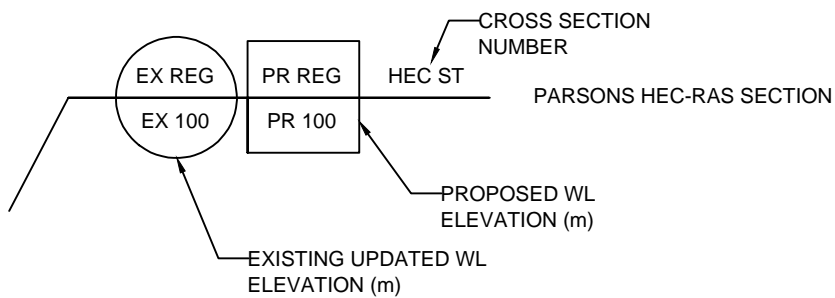 CROSS SECTION
NUMBER
EX REG
PR REG
HEC ST
EX 100
PR 100
PARSONS HEC-RAS SECTION
PROPOSED WL
ELEVATION (m)
EXISTING UPDATED WL
ELEVATION (m)